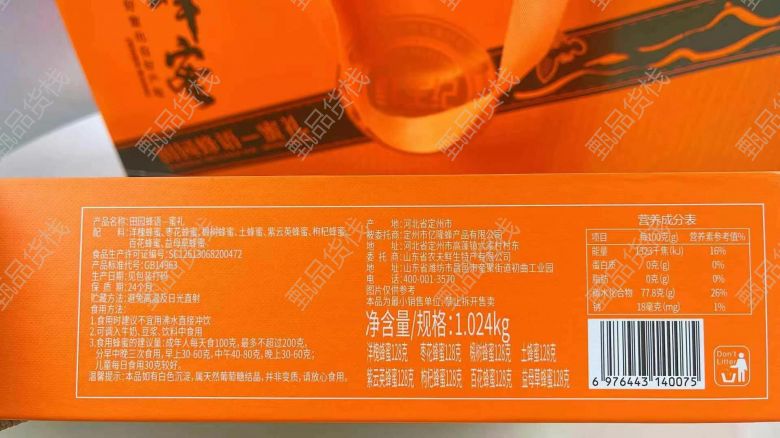 蜂蜜
产品名称:田园蜂语一蜜礼
配 料:洋槐蜂蜜、枣花蜂蜜、椴树蜂蜜、土蜂蜜、紫云英蜂蜜、枸杞蜂蜜
百花蜂蜜、益母草蜂蜜
食品生产许可证编号:SC12613068200472
产品标准代号:GB14963
生产日期:见包装打码
保 质 期:24个月
贮藏方法:避免高温及日光直射
食用方法:
1.食用时建议不宜用沸水直接冲饮
2.可调入牛奶、豆浆、饮料中食用
3.食用蜂蜜的建议量:成年人每天食100克,最多不超过200克。
分早中晚三次食用,早上30-60克,中午40-80克,晚上30-60克;
儿童每日食用30克较好。
温馨提示:本品如有白色沉淀,属天然葡萄糖结晶,并非变质,请放心食用。
产 地:河北省定州市
被委托商:定州市亿隆蜂产品有限公司
地 址:河北省定州市高蓬镇 村村东
委 托 商:山东省农夫鲜生特产有限公司
地 址:山东省潍坊市昌邑市奎聚街道初曲工业园
电 话:400-001-3570
图片仅供参考
本品为最小销售单位,禁止拆开售卖
净含量/规格:1.024kg
洋槐蜂蜜128克 枣花蜂蜜128克 椴树蜂蜜128克 土蜂蜜128克
紫云英蜂蜜128克 枸杞蜂蜜128克 百花蜂蜜128克 益母草蜂蜜128克
营养成分表
项目 每100克(g) 营养素参考值%
能量 1323千焦(kJ) 16%
蛋白质 0克(g) 0%
脂肪 0克(g) 0%
碳水化合物 77.8克(g) 26%
钠 18毫克(mg) 1%
6 976443 140075
Don't
Litter
甄品货栈